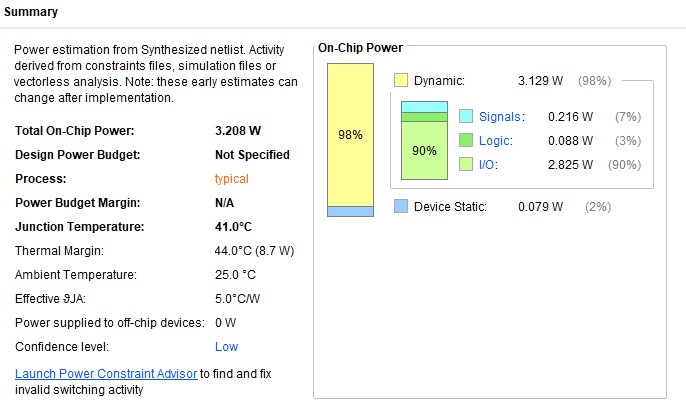 Summary
Power estimation from Synthesized netlist. Activity
derived from constraints files, simulation files or
vectorless analysis. Note: these early estimates can
change after implementation.
Total On-Chip Power: 3.208 W
Design Power Budget: Not Specified
Process: typical
Power Budget Margin: N/A
Junction Temperature: 41.0°C
Thermal Margin: 44.0°C (8.7 W)
Ambient Temperature: 25.0 °C
Effective ϑJA: 5.0°C/W
Power supplied to off-chip devices: 0 W
Confidence level: Low
Launch Power Constraint Advisor to find and fix
invalid switching activity
On-Chip Power
98%
Dynamic: 3.129 W (98%)
90%
Signals: 0.216 W (7%)
Logic: 0.088 W (3%)
I/O: 2.825 W (90%)
Device Static: 0.079 W (2%)